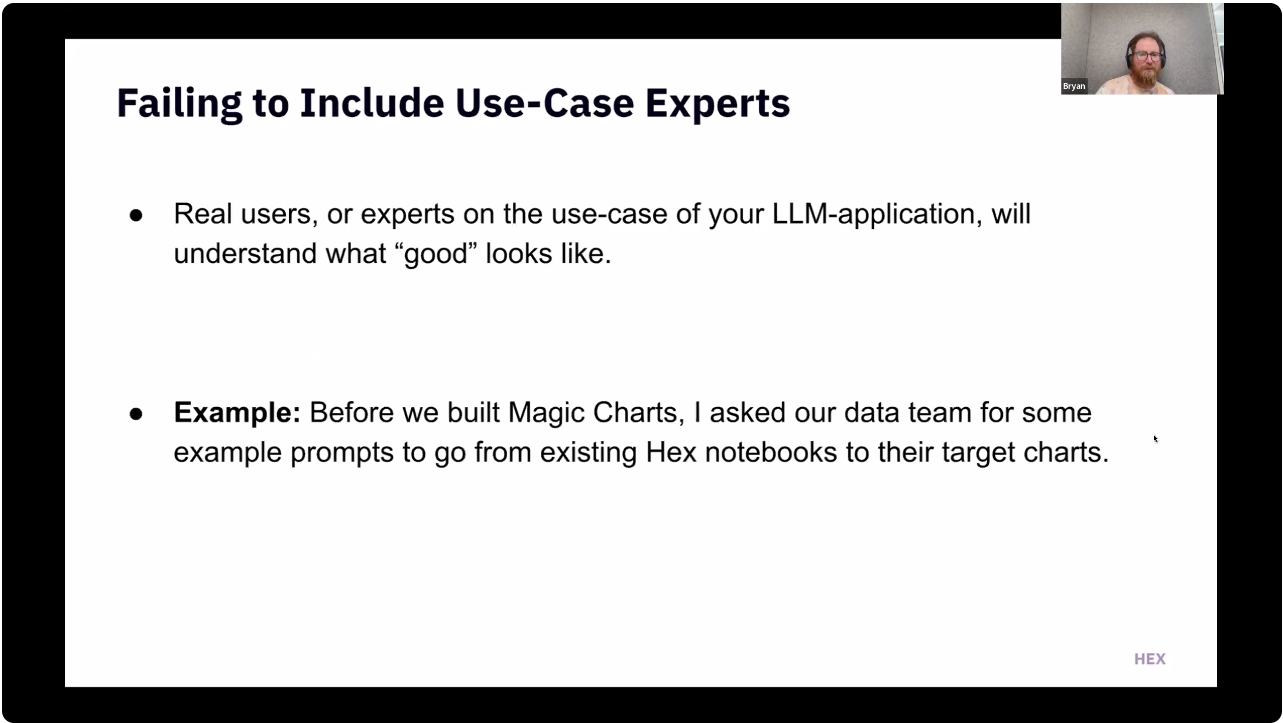 Bryan
Failing to Include Use-Case Experts
● Real users, or experts on the use-case of your LLM-application, will
understand what “good” looks like.
● Example: Before we built Magic Charts, I asked our data team for some
example prompts to go from existing Hex notebooks to their target charts.
HEX